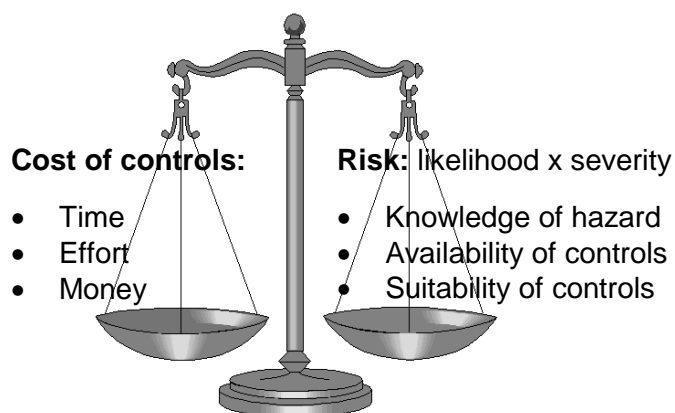 Cost of controls:
• Time
• Effort
• Money
Risk: likelihood x severity
• Knowledge of hazard
• Availability of controls
• Suitability of controls